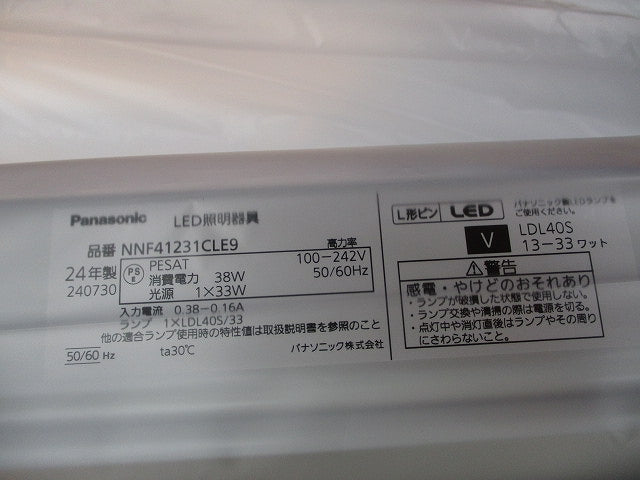 Panasonic LED照明器具
品番 NNF41231CLE9 高力率
24年製 PS E PESAT 100-242V
240730 消費電力 38W 50/60Hz
光源 1×33W
入力電流 0.38-0.16A
ランプ 1×LDL40S/33
他の適合ランプ使用時の特性値は取扱説明書を参照のこと
50/60 Hz ta30℃ パナソニック株式会社
L形ピン LED パナソニック製LEDランプを
ご使用ください。
V LDL40S
13-33ワット
⚠警告
感電・やけどのおそれあり
・ランプが破損した状態で使用しない。
・ランプ交換や清掃の際は電源を切る。
・点灯中や消灯直後はランプやその周り
にさわらないこと。